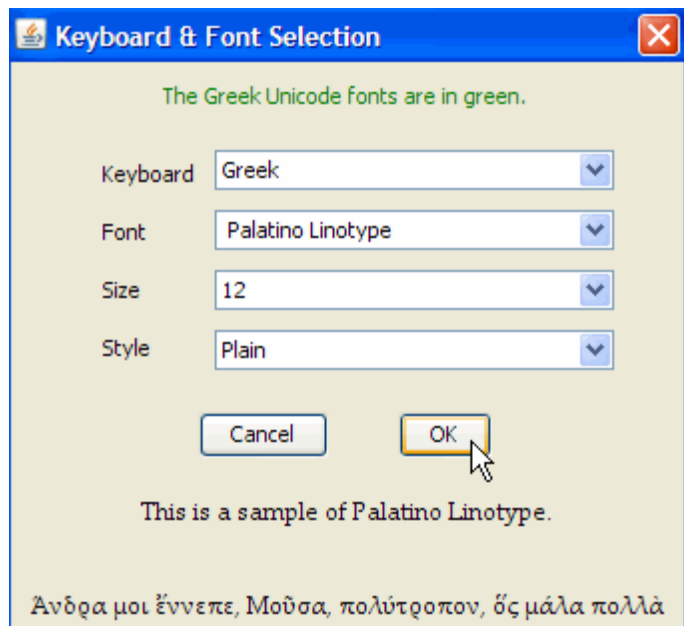 Keyboard & Font Selection
The Greek Unicode fonts are in green.
Keyboard Greek
Font Palatino Linotype
Size 12
Style Plain
Cancel OK
This is a sample of Palatino Linotype.
Ἄνδρα μοι ἔννεπε, Μοῦσα, πολύτροπον, ὅς μάλα πολλὰ